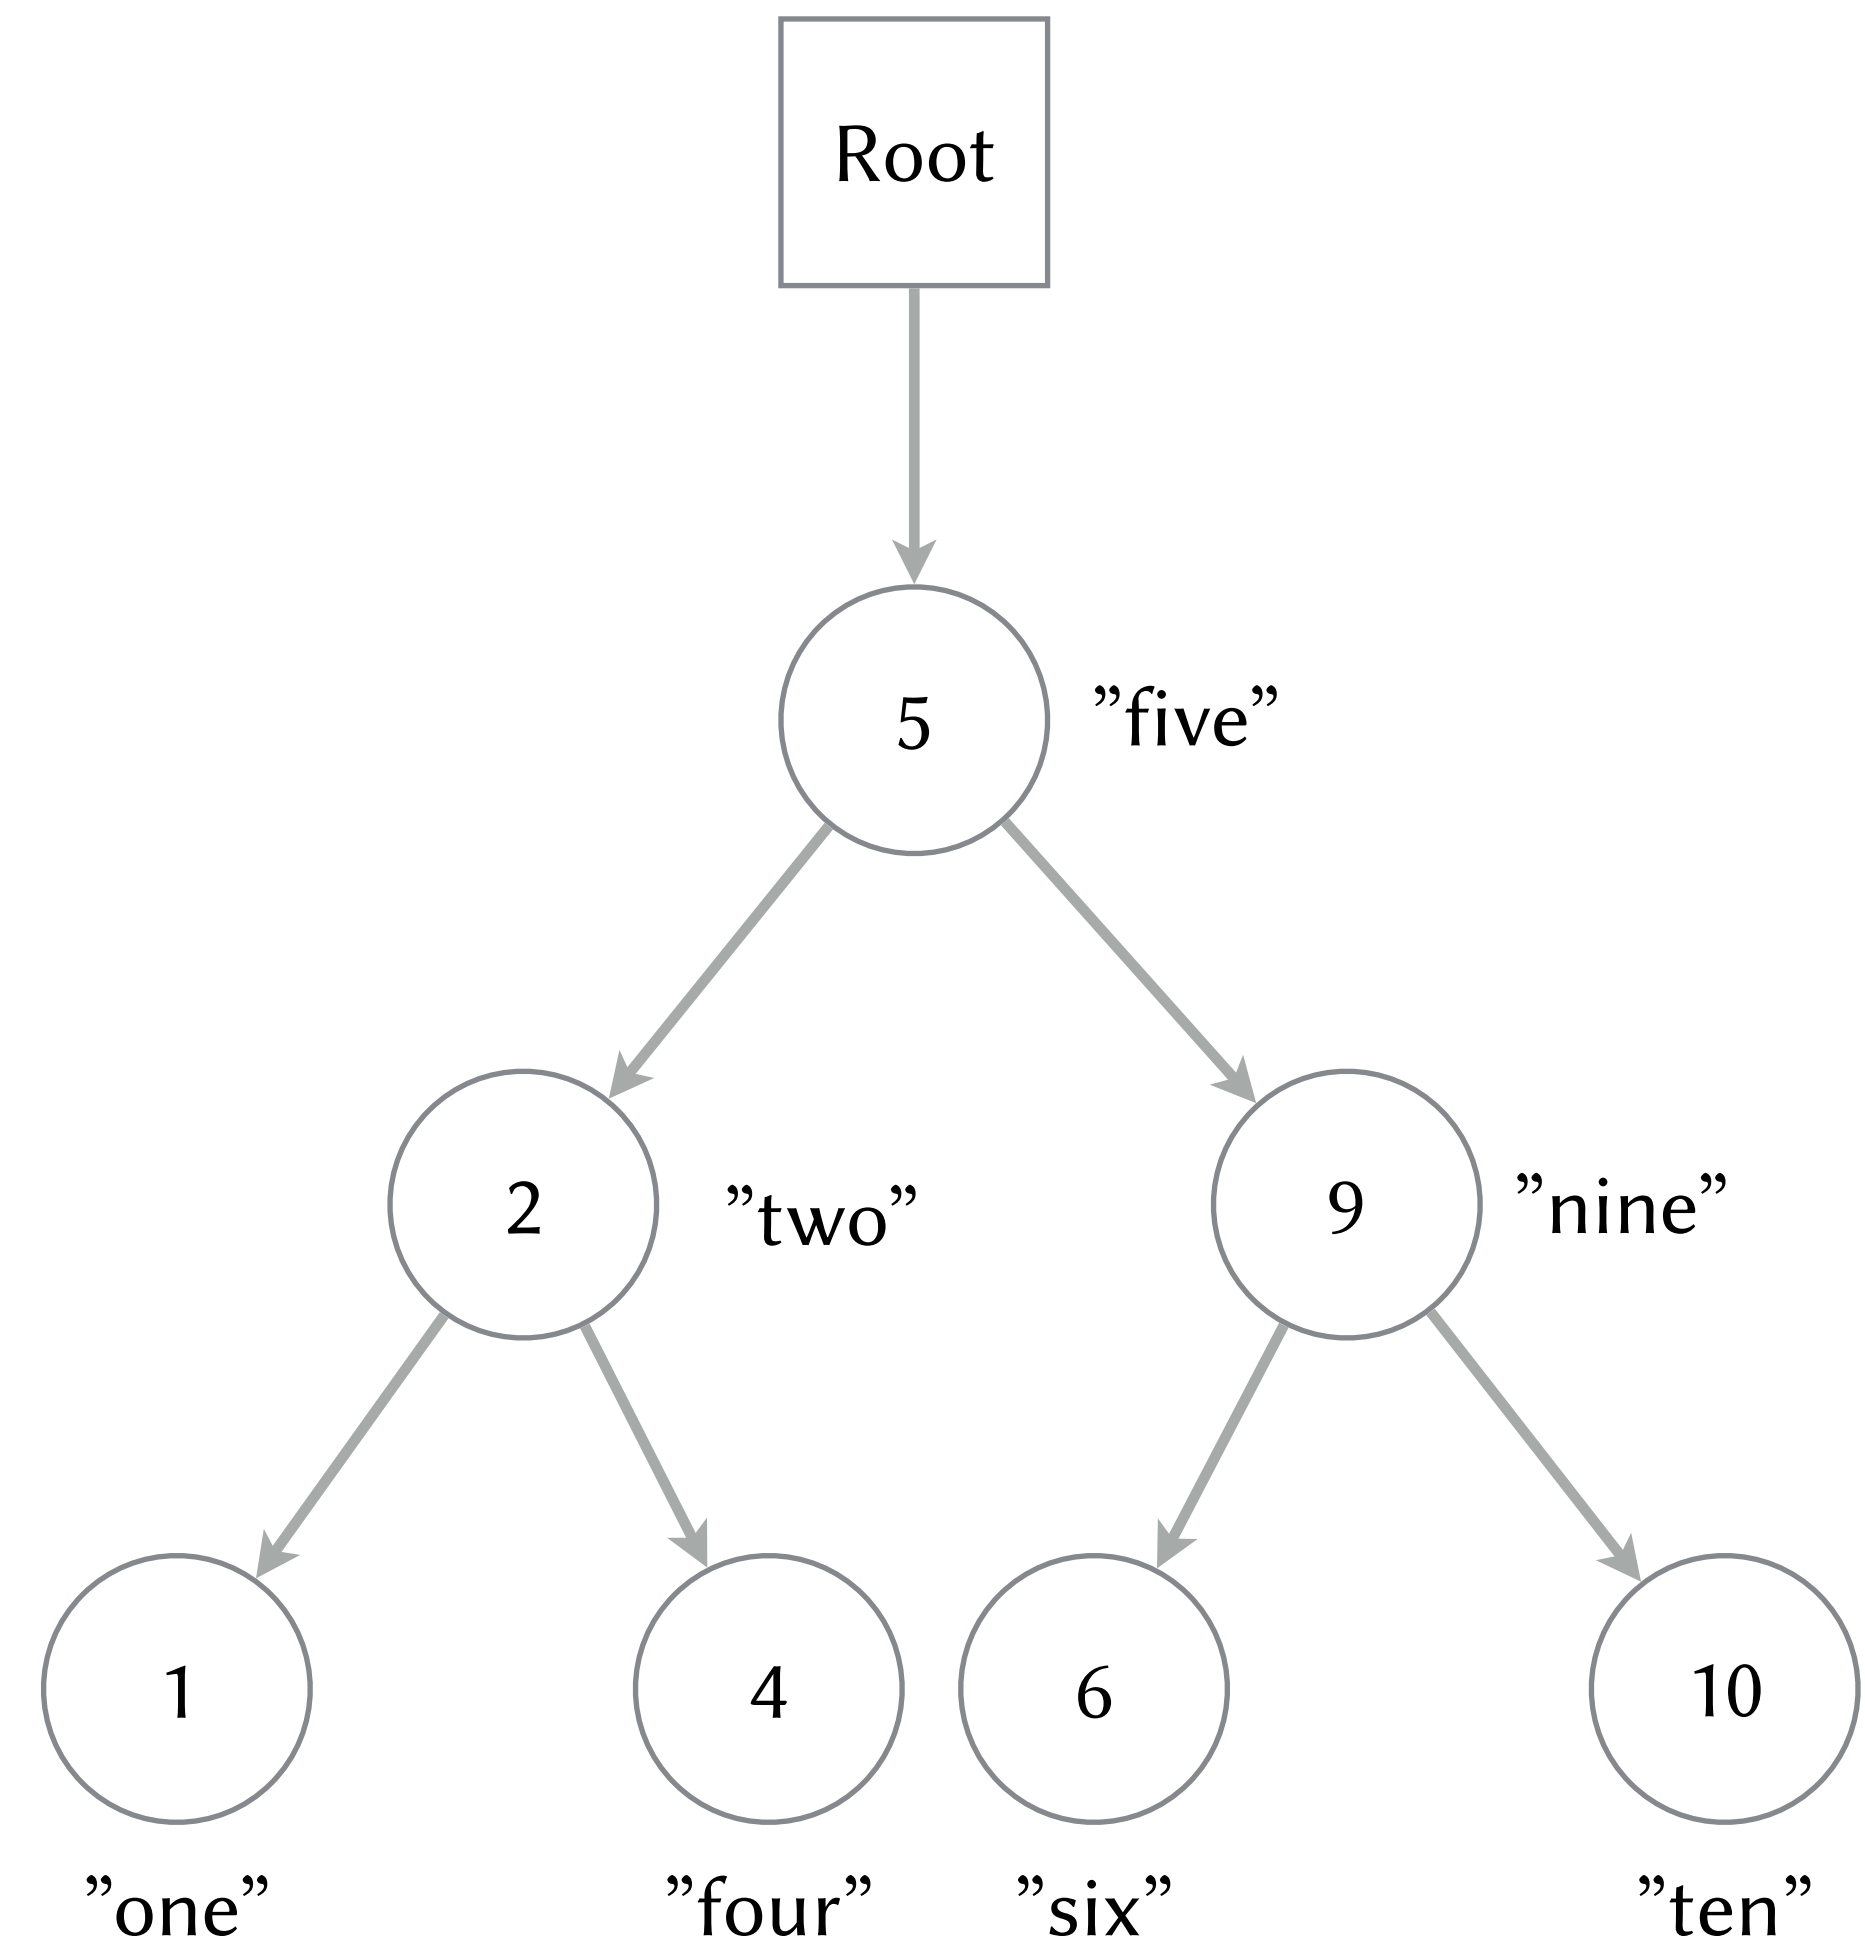 Root
5 ”five”
2 ”two” 9 ”nine”
1 4 6 10
”one” ”four” ”six” ”ten”